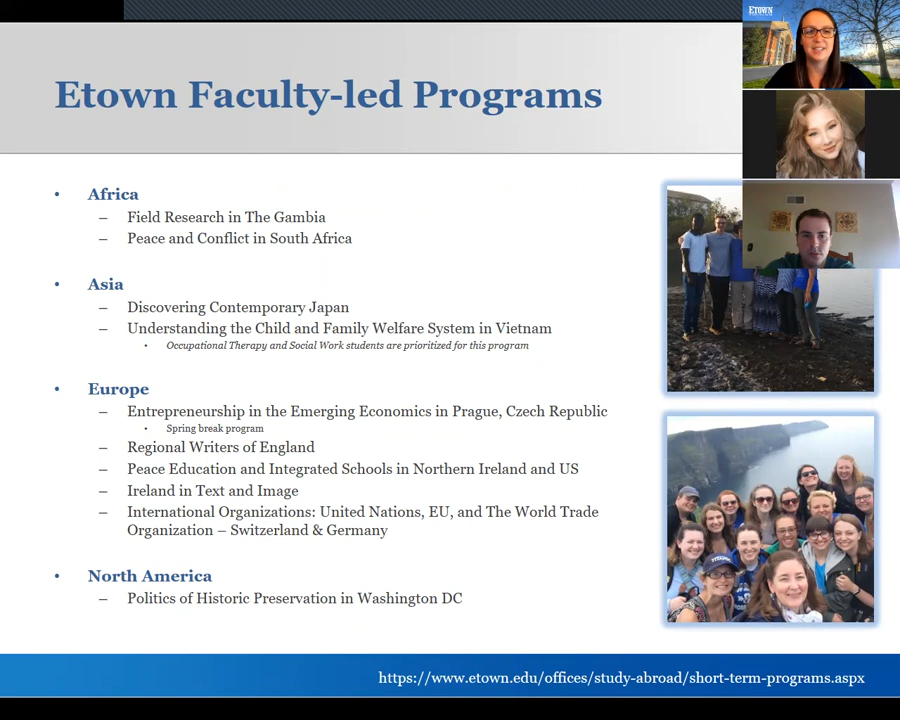 Etown
Etown Faculty-led Programs
• Africa
– Field Research in The Gambia
– Peace and Conflict in South Africa
• Asia
– Discovering Contemporary Japan
– Understanding the Child and Family Welfare System in Vietnam
• Occupational Therapy and Social Work students are prioritized for this program
• Europe
– Entrepreneurship in the Emerging Economics in Prague, Czech Republic
• Spring break program
– Regional Writers of England
– Peace Education and Integrated Schools in Northern Ireland and US
– Ireland in Text and Image
– International Organizations: United Nations, EU, and The World Trade
Organization – Switzerland & Germany
• North America
– Politics of Historic Preservation in Washington DC
https://www.etown.edu/offices/study-abroad/short-term-programs.aspx